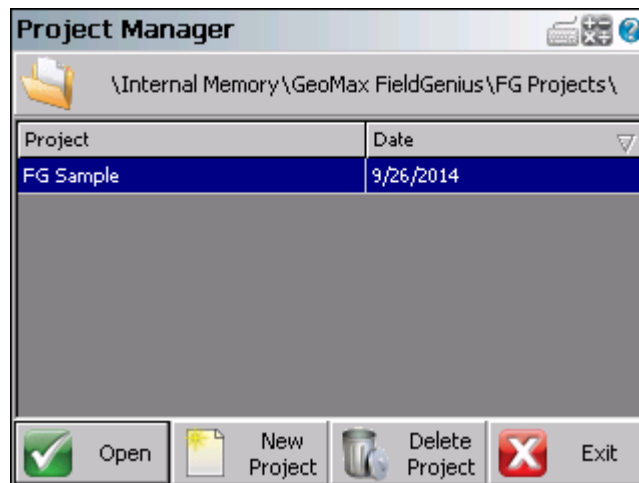 Project Manager
\Internal Memory\GeoMax FieldGenius\FG Projects\
Project Date
FG Sample 9/26/2014
Open New Project Delete Project Exit